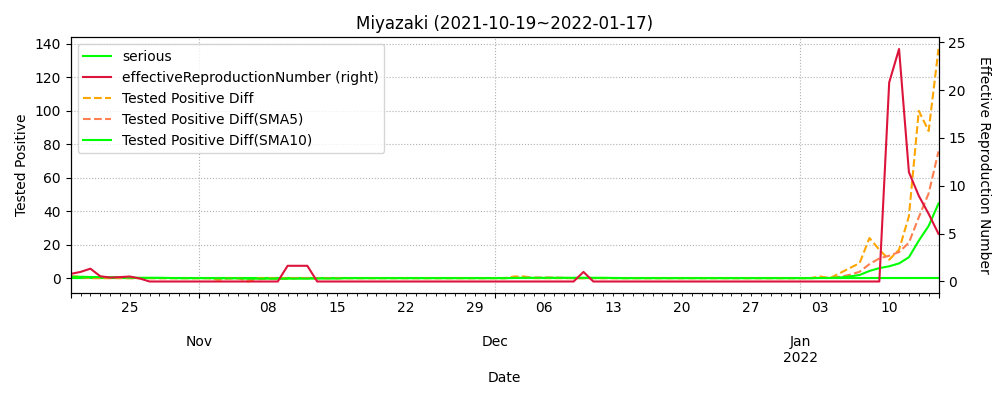 Miyazaki (2021-10-19~2022-01-17)
serious
effectiveReproductionNumber (right)
Tested Positive Diff
Tested Positive Diff(SMA5)
Tested Positive Diff(SMA10)
Tested Positive
140
120
100
80
60
40
20
0
25
20
15
10
5
0
Effective Reproduction Number
25 08 15 22 29 06 13 20 27 03 10
Nov Dec Jan
2022
Date